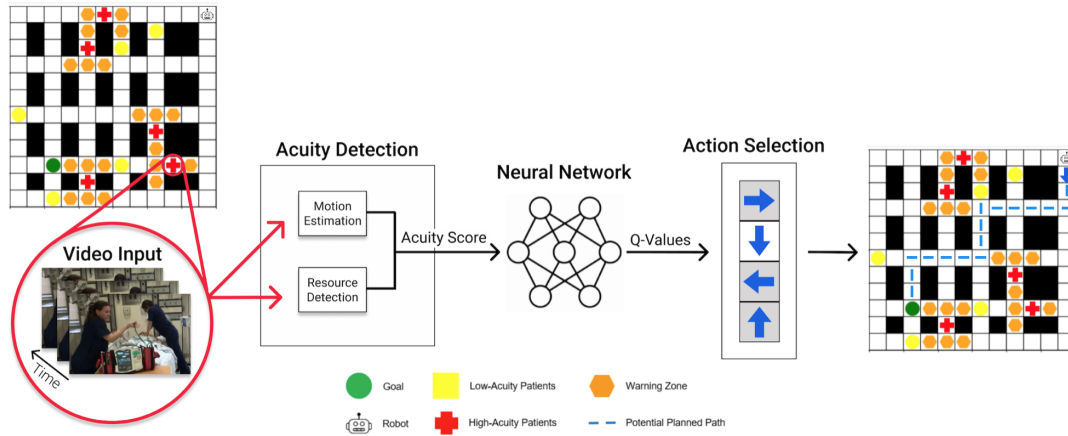 Acuity Detection
Motion
Estimation
Resource
Detection
Acuity Score
Neural Network
Q-Values
Action Selection
Video Input
Time
Goal
Low-Acuity Patients
Warning Zone
Robot
High-Acuity Patients
Potential Planned Path